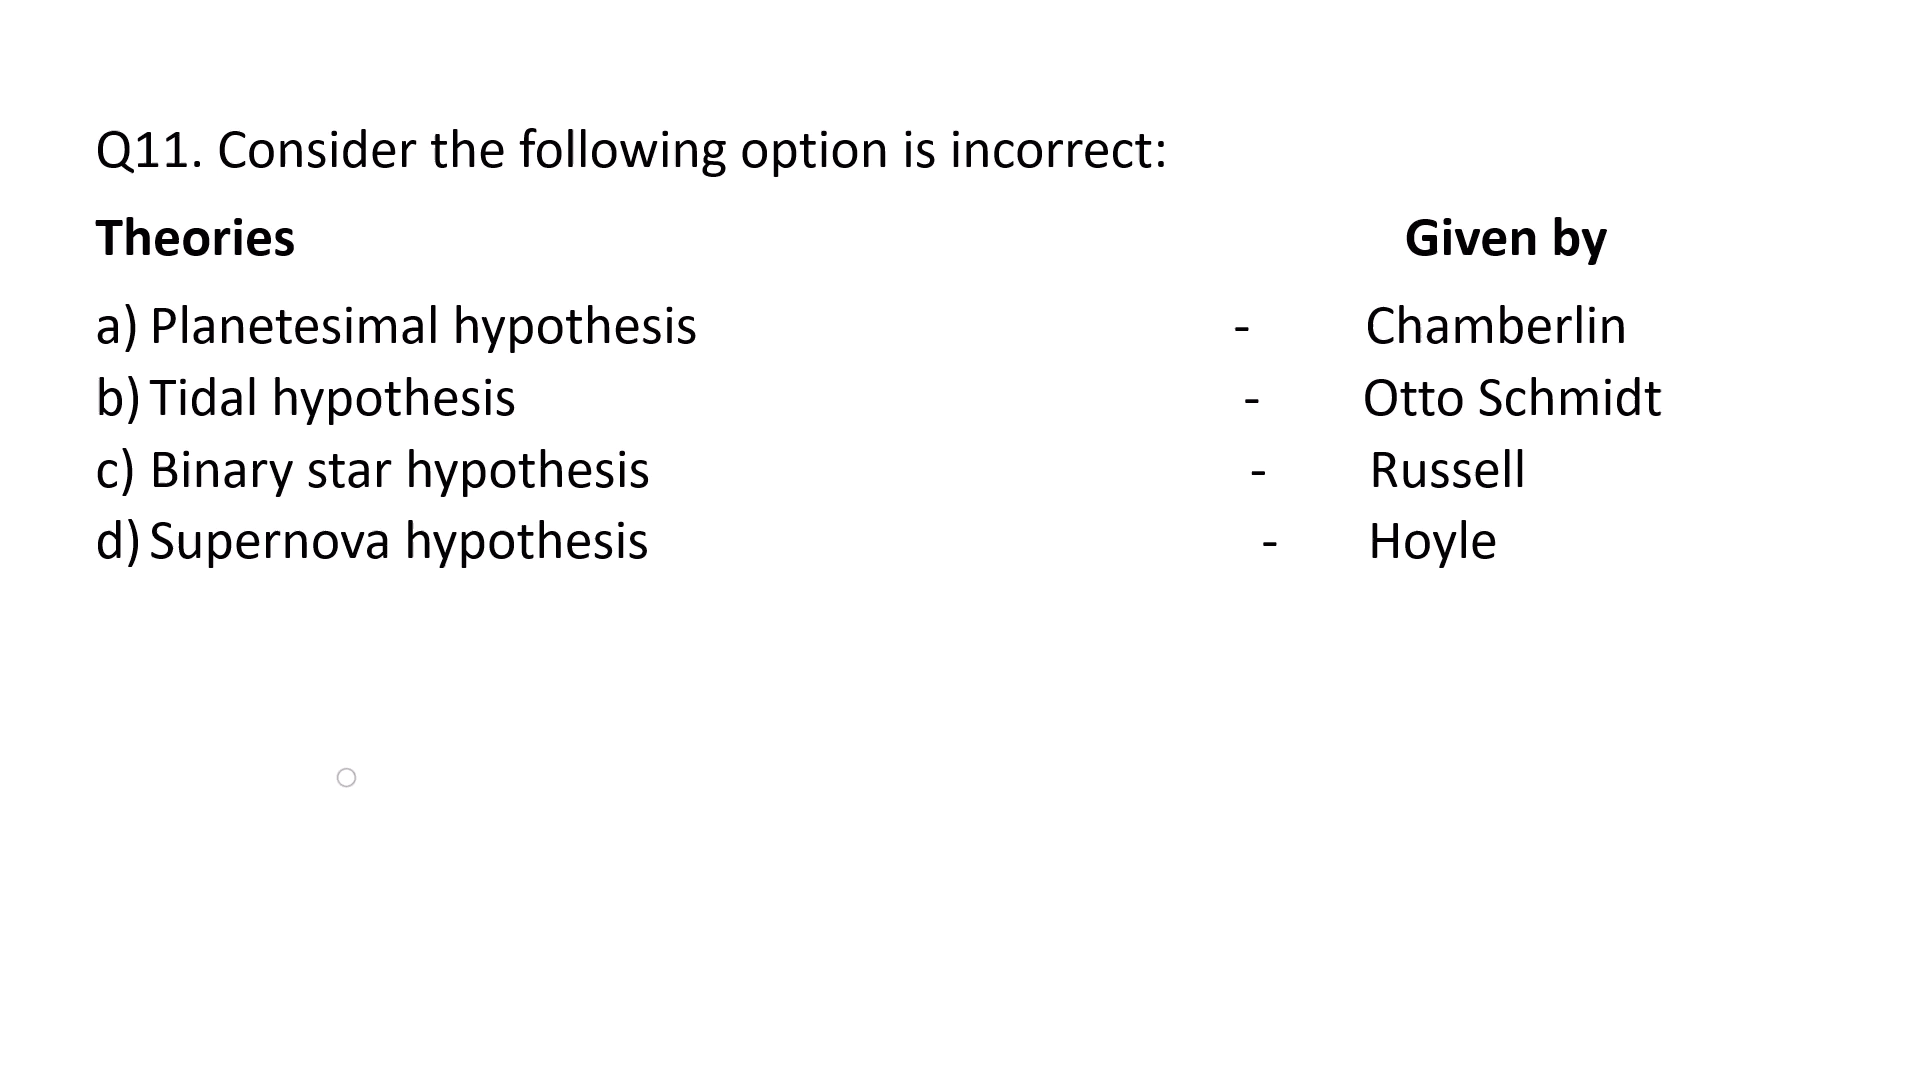 Q11. Consider the following option is incorrect:
Theories Given by
a) Planetesimal hypothesis - Chamberlin
b) Tidal hypothesis - Otto Schmidt
c) Binary star hypothesis - Russell
d) Supernova hypothesis - Hoyle